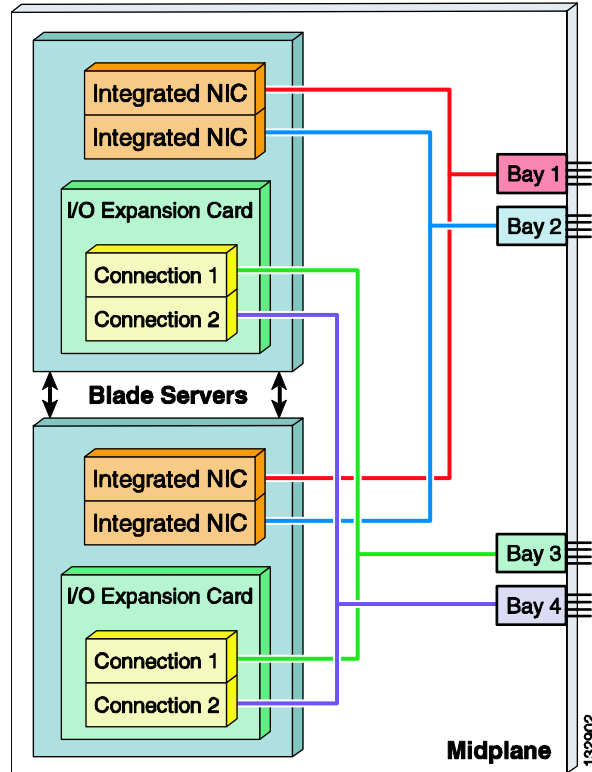 Integrated NIC
Integrated NIC
I/O Expansion Card
Connection 1
Connection 2
Blade Servers
Integrated NIC
Integrated NIC
I/O Expansion Card
Connection 1
Connection 2
Bay 1
Bay 2
Bay 3
Bay 4
Midplane
132902